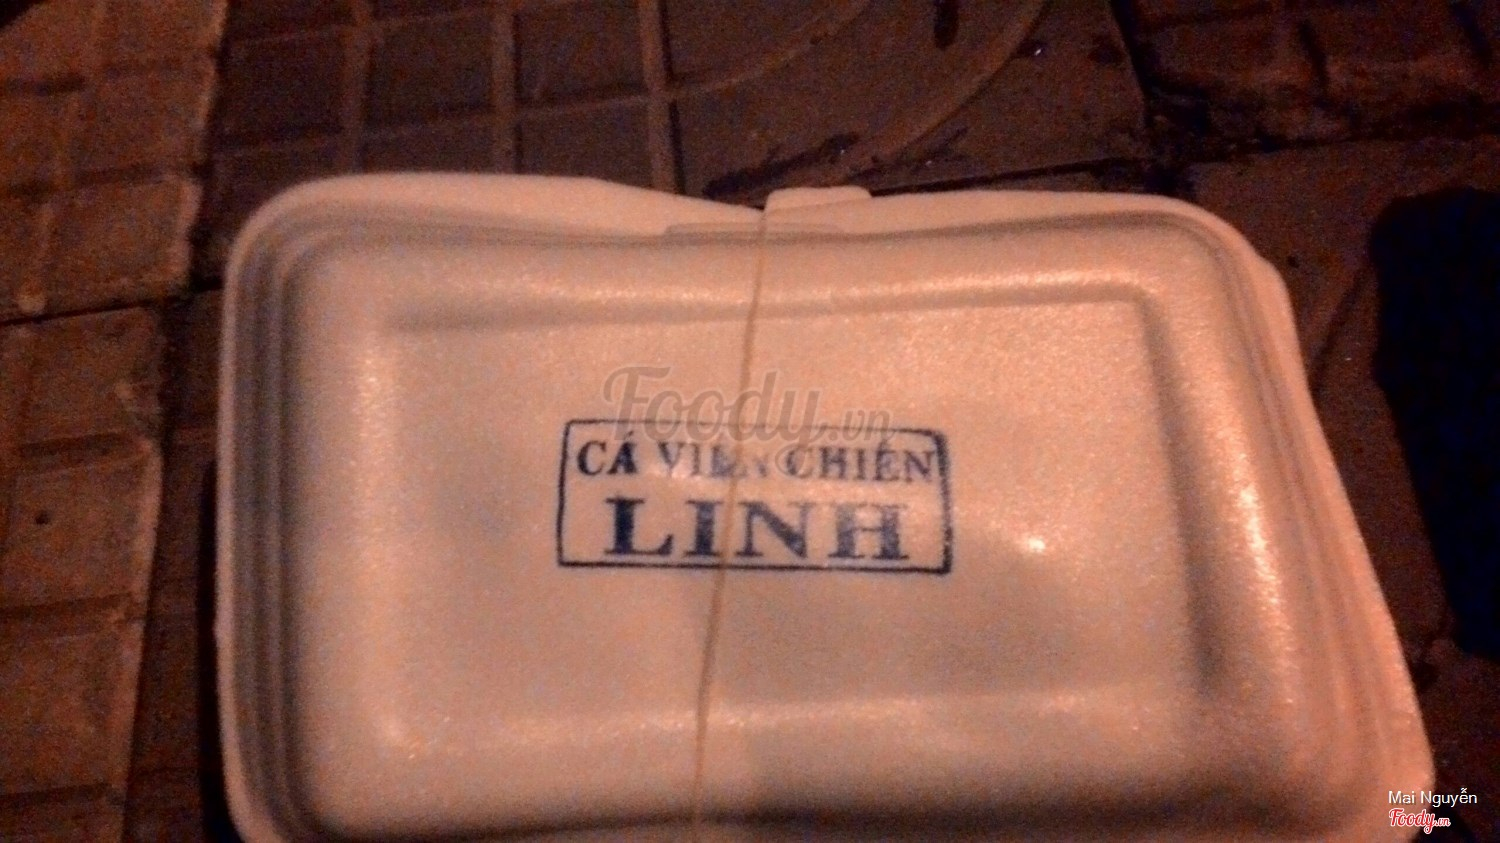 Foody.vn
CÁ VIÊN CHIÊN
LINH
Mai Nguyễn
Foody.vn